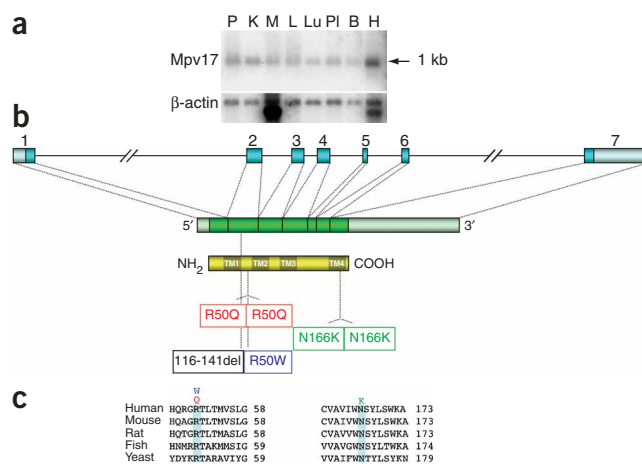 a
P K M L Lu Pl B H
Mpv17
1 kb
β-actin
b
1 2 3 4 5 6 7
5′ 3′
NH2 TM1 TM2 TM3 TM4 COOH
R50Q R50Q
N166K N166K
116-141del R50W
c
W
Q K
Human HQRGRTLTMVSLG 58 CVAVIWNSYLSWKA 173
Mouse HQAGRTLTMVSLG 58 CVAVIWNSYLSWKA 173
Rat HQTGRTLTMASLG 58 CVAVIWNSYLSWKA 173
Fish HNMRRTAKMMSIG 59 CVAVGWNSYLTWKA 174
Yeast YDYKRTARAVIYG 59 VVAIFWNTYLSYKN 179